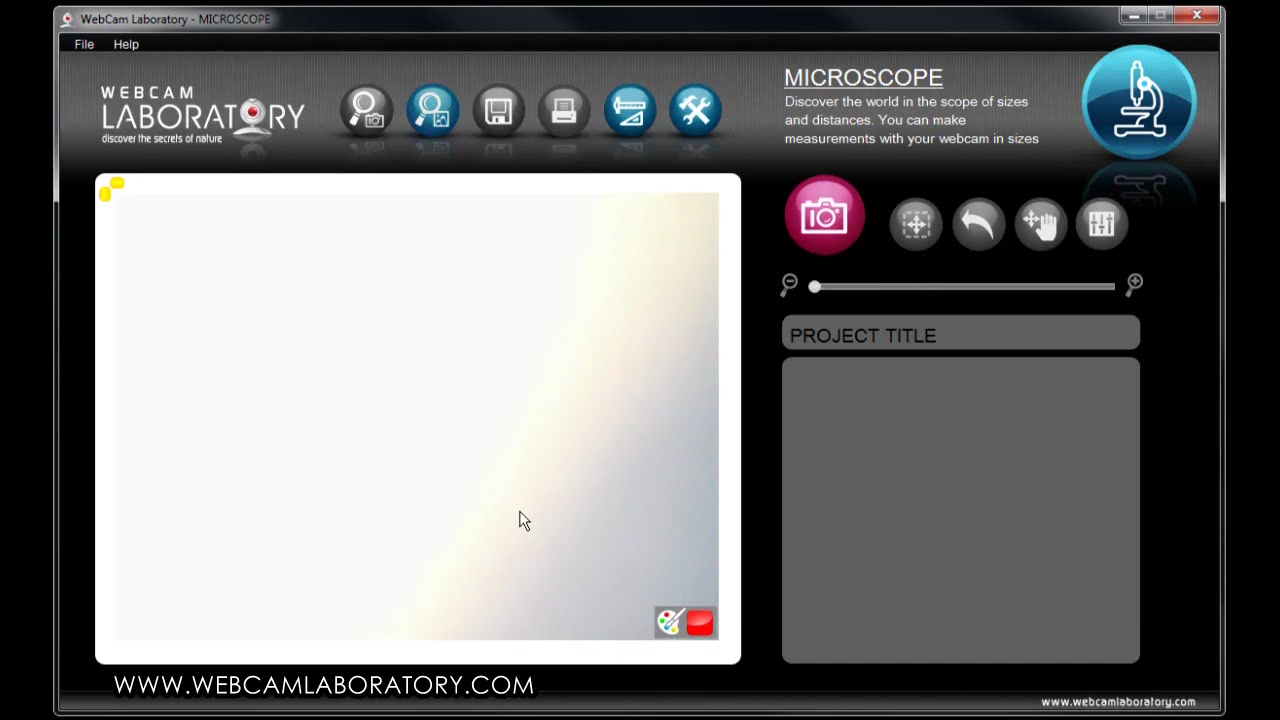 WebCam Laboratory - MICROSCOPE
File Help
WEBCAM
LABORATORY
discover the secrets of nature
MICROSCOPE
Discover the world in the scope of sizes
and distances. You can make
measurements with your webcam in sizes
PROJECT TITLE
WWW.WEBCAMLABORATORY.COM
www.webcamlaboratory.com